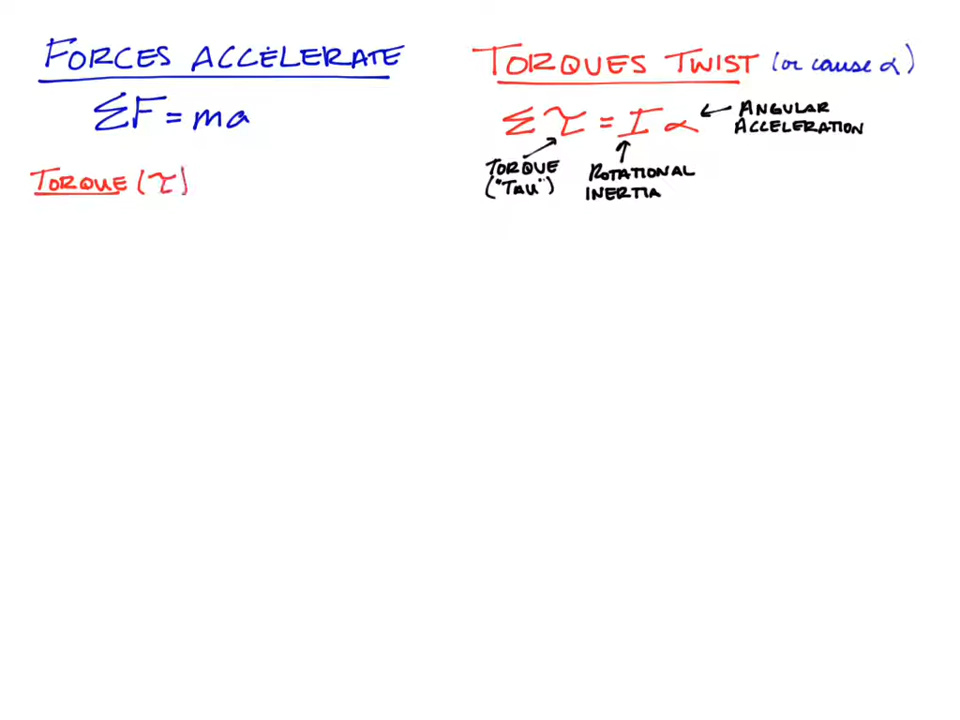 FORCES ACCELERATE
ΣF = ma
TORQUE (τ)
TORQUES TWIST (or cause α)
Στ = Iα
ANGULAR
ACCELERATION
TORQUE
("TAU")
ROTATIONAL
INERTIA